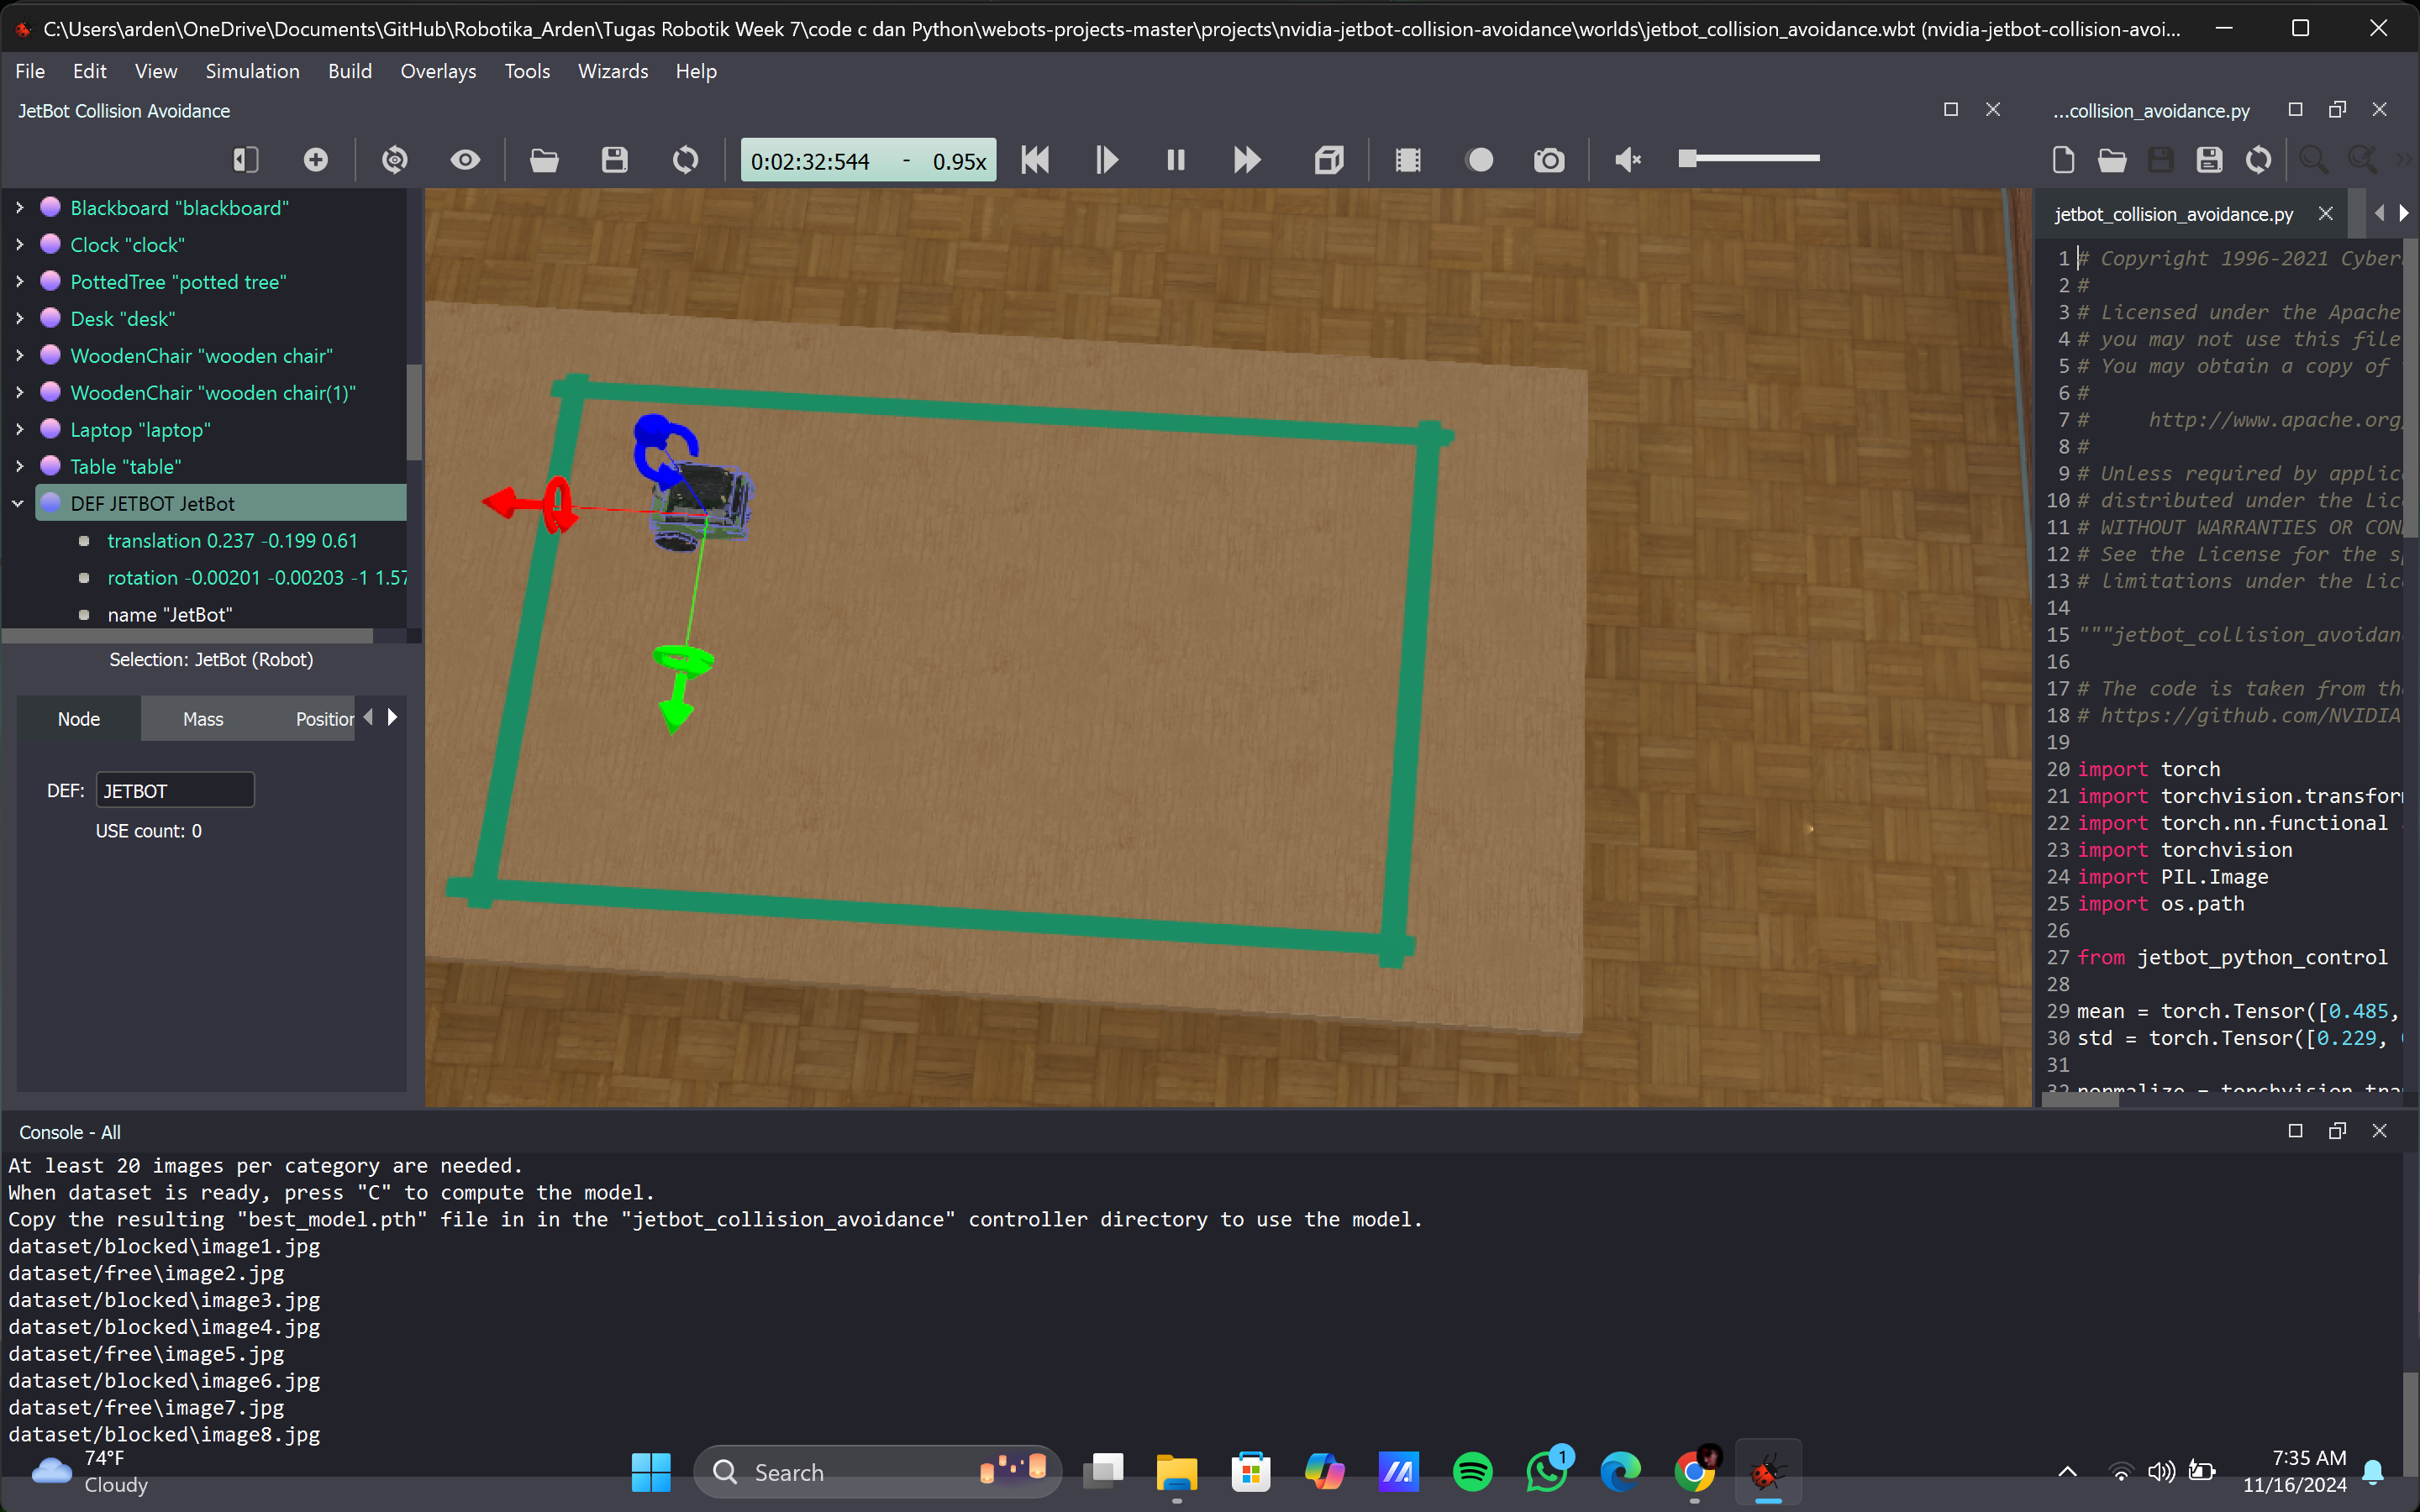 C:\Users\arden\OneDrive\Documents\GitHub\Robotika_Arden\Tugas Robotik Week 7\code c dan Python\webots-projects-master\projects\nvidia-jetbot-collision-avoidance\worlds\jetbot_collision_avoidance.wbt (nvidia-jetbot-collision-avoi...
File Edit View Simulation Build Overlays Tools Wizards Help
JetBot Collision Avoidance
...collision_avoidance.py
0:02:32:544 - 0.95x
Blackboard "blackboard"
Clock "clock"
PottedTree "potted tree"
Desk "desk"
WoodenChair "wooden chair"
WoodenChair "wooden chair(1)"
Laptop "laptop"
Table "table"
DEF JETBOT JetBot
translation 0.237 -0.199 0.61
rotation -0.00201 -0.00203 -1 1.57
name "JetBot"
Selection: JetBot (Robot)
Node Mass Position
DEF: JETBOT
USE count: 0
jetbot_collision_avoidance.py
1 # Copyright 1996-2021 Cyber
2 #
3 # Licensed under the Apache
4 # you may not use this file
5 # You may obtain a copy of
6 #
7 # http://www.apache.org/
8 #
9 # Unless required by applic
10 # distributed under the Lic
11 # WITHOUT WARRANTIES OR CON
12 # See the License for the s
13 # limitations under the Lic
14
15 """jetbot_collision_avoidan
16
17 # The code is taken from th
18 # https://github.com/NVIDIA
19
20 import torch
21 import torchvision.transfor
22 import torch.nn.functional
23 import torchvision
24 import PIL.Image
25 import os.path
26
27 from jetbot_python_control
28
29 mean = torch.Tensor([0.485,
30 std = torch.Tensor([0.229,
31
32 normalize = torchvision.tra
Console - All
At least 20 images per category are needed.
When dataset is ready, press "C" to compute the model.
Copy the resulting "best_model.pth" file in in the "jetbot_collision_avoidance" controller directory to use the model.
dataset/blocked\image1.jpg
dataset/free\image2.jpg
dataset/blocked\image3.jpg
dataset/blocked\image4.jpg
dataset/free\image5.jpg
dataset/blocked\image6.jpg
dataset/free\image7.jpg
dataset/blocked\image8.jpg
74°F
Cloudy
Search
1
7:35 AM
11/16/2024